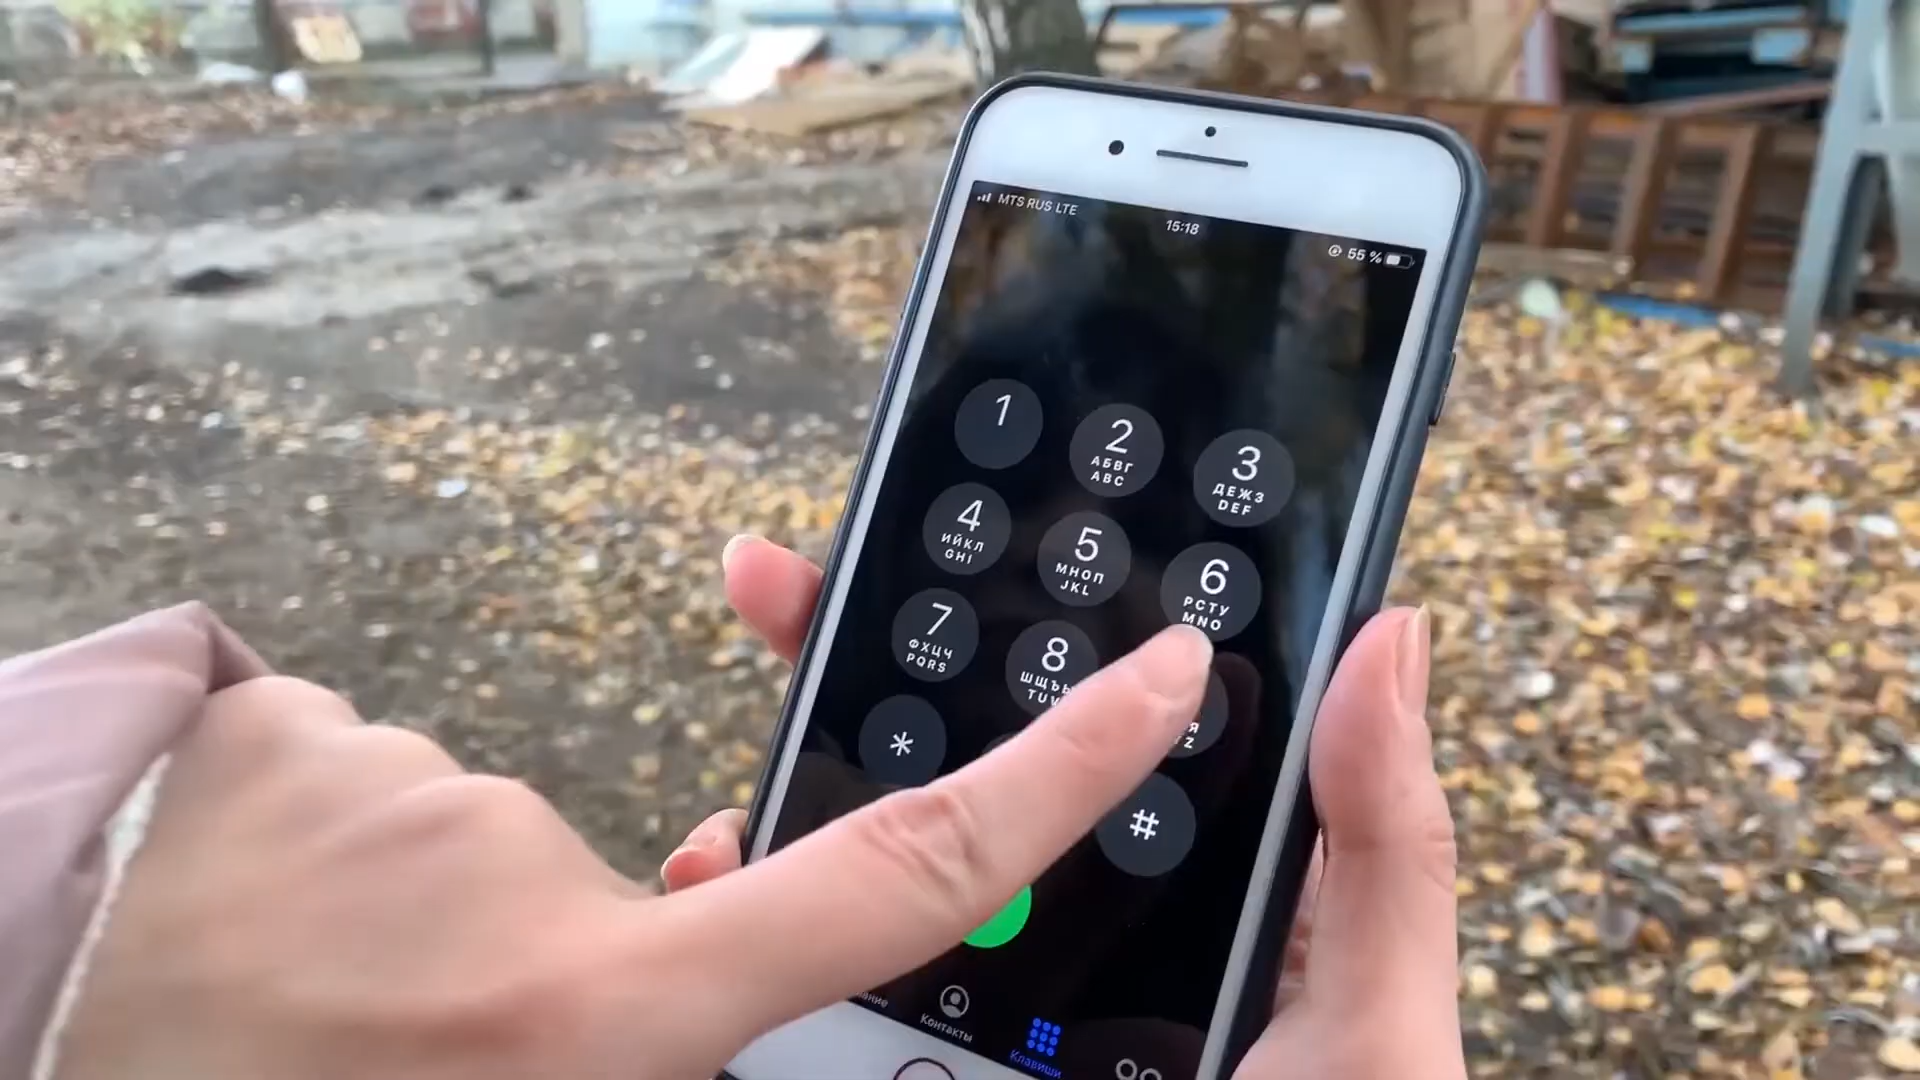 MTS RUS LTE
15:18
55 %
1
2
АБВГ
ABC
3
ДЕЖЗ
DEF
4
ИЙКЛ
GHI
5
МНОП
JKL
6
РСТУ
MNO
7
ФХЦЧ
PQRS
8
*
#
Контакты
Клавиши